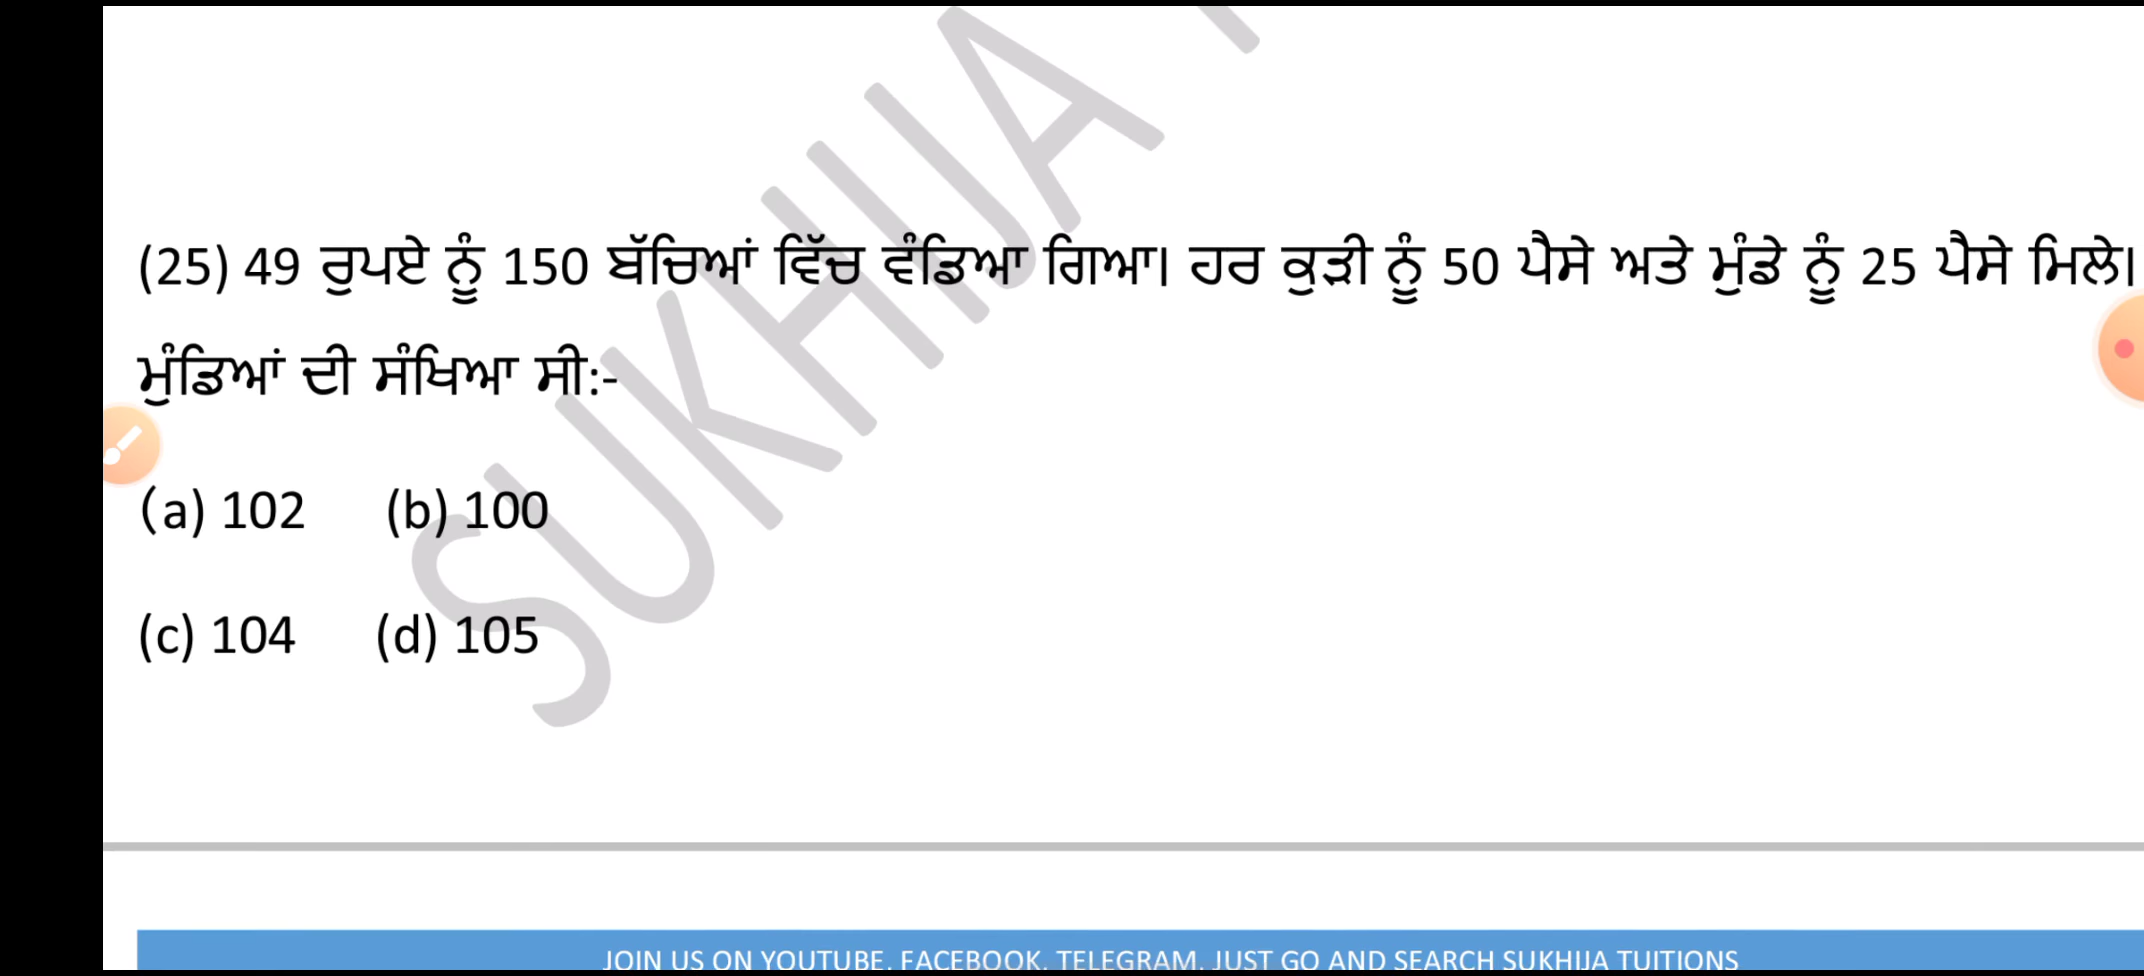 SUKHIJA
(25) 49 ਰੁਪਏ ਨੂੰ 150 ਬੱਚਿਆਂ ਵਿੱਚ ਵੰਡਿਆ ਗਿਆ। ਹਰ ਕੁੜੀ ਨੂੰ 50 ਪੈਸੇ ਅਤੇ ਮੁੰਡੇ ਨੂੰ 25 ਪੈਸੇ ਮਿਲੇ।
ਮੁੰਡਿਆਂ ਦੀ ਸੰਖਿਆ ਸੀ:-
(a) 102 (b) 100
(c) 104 (d) 105
JOIN US ON YOUTUBE, FACEBOOK, TELEGRAM, JUST GO AND SEARCH SUKHIJA TUITIONS